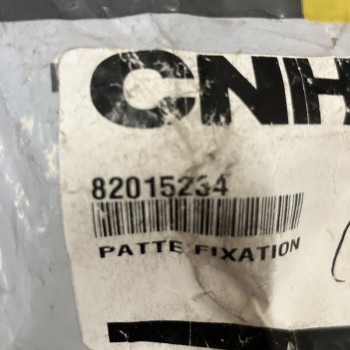 CNH
82015234
PATTE FIXATION